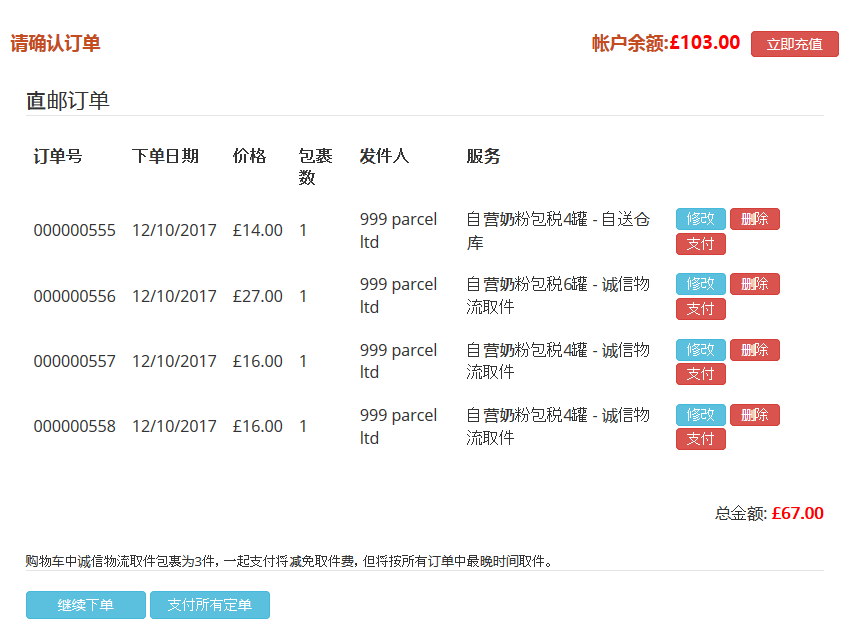 请确认订单
帐户余额:£103.00 立即充值
直邮订单
订单号 下单日期 价格 包裹数 发件人 服务
000000555 12/10/2017 £14.00 1 999 parcel ltd 自营奶粉包税4罐 - 自送仓库 修改 删除 支付
000000556 12/10/2017 £27.00 1 999 parcel ltd 自营奶粉包税6罐 - 诚信物流取件 修改 删除 支付
000000557 12/10/2017 £16.00 1 999 parcel ltd 自营奶粉包税4罐 - 诚信物流取件 修改 删除 支付
000000558 12/10/2017 £16.00 1 999 parcel ltd 自营奶粉包税4罐 - 诚信物流取件 修改 删除 支付
总金额: £67.00
购物车中诚信物流取件包裹为3件，一起支付将减免取件费，但将按所有订单中最晚时间取件。
继续下单 支付所有定单